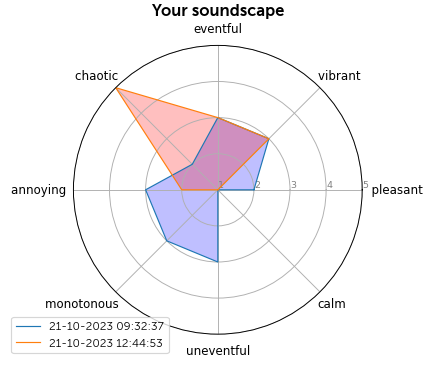 Your soundscape
eventful
chaotic
vibrant
annoying
1 2 3 4 5
pleasant
monotonous
calm
uneventful
21-10-2023 09:32:37
21-10-2023 12:44:53